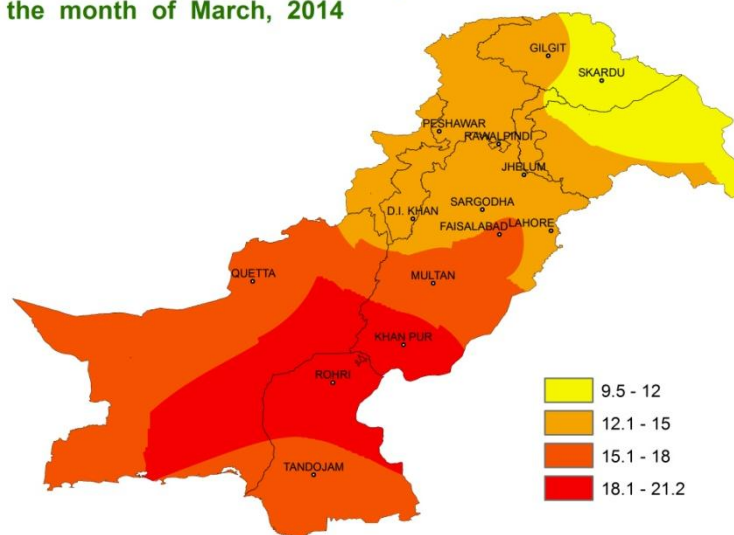 the month of March, 2014
GILGIT
SKARDU
PESHAWAR
RAWALPINDI
JHELUM
SARGODHA
D.I. KHAN
FAISALABAD
LAHORE
QUETTA
MULTAN
KHAN PUR
ROHRI
TANDOJAM
9.5 - 12
12.1 - 15
15.1 - 18
18.1 - 21.2